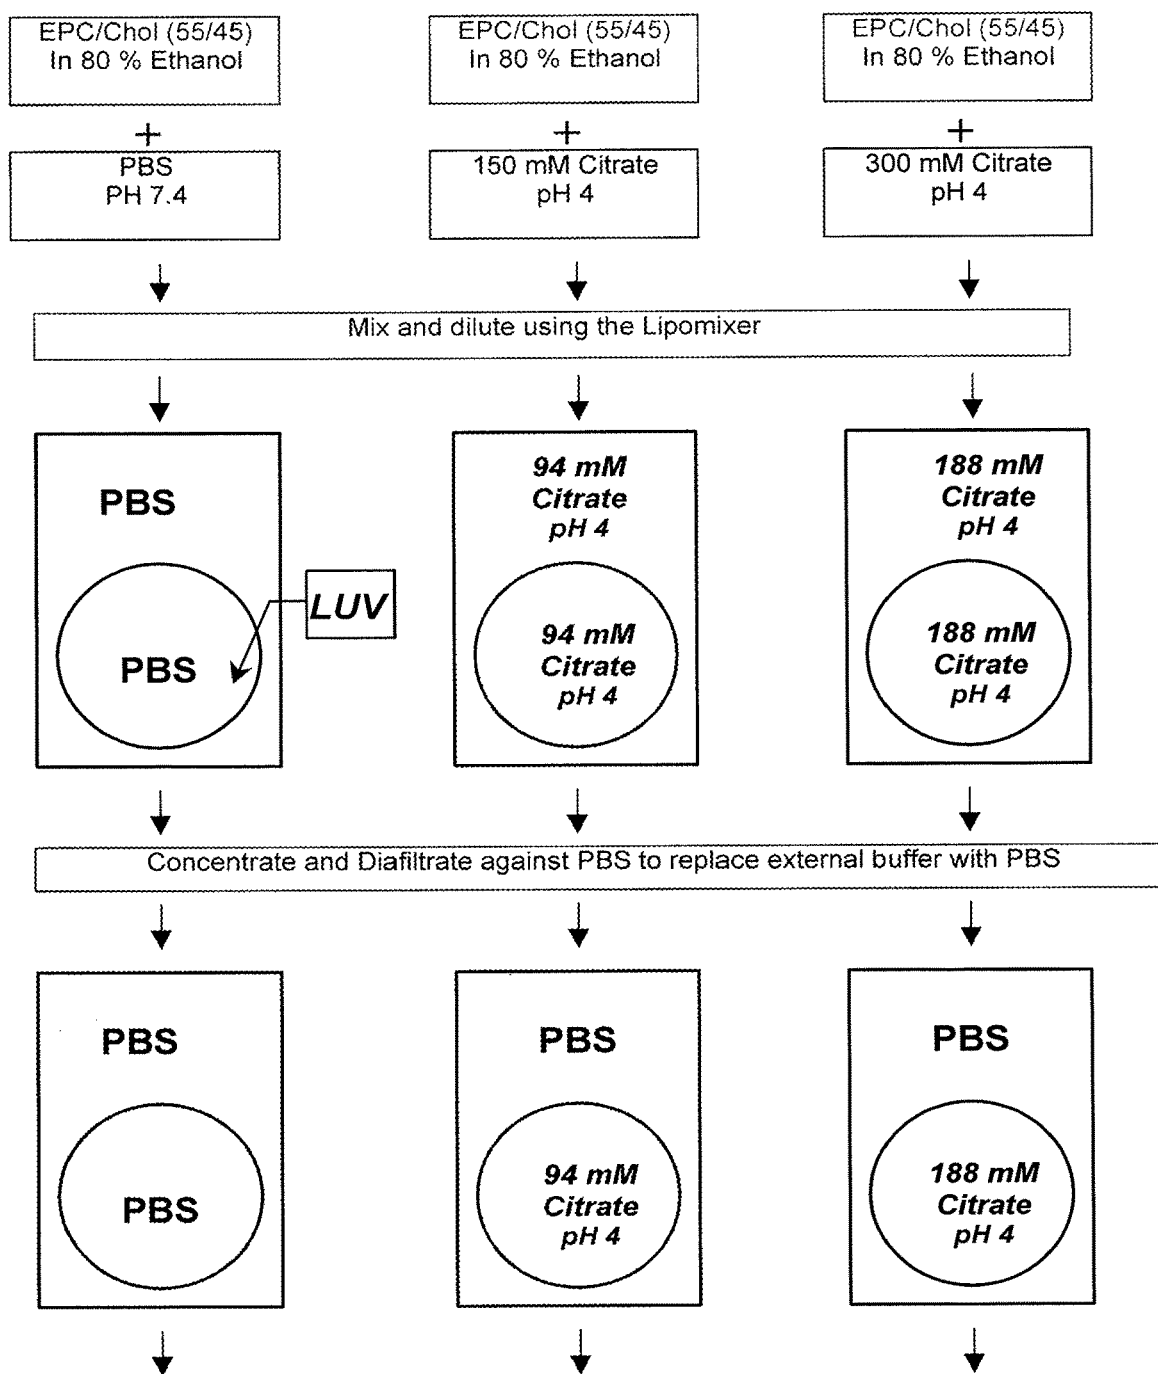 EPC/Chol (55/45)
In 80 % Ethanol
EPC/Chol (55/45)
In 80 % Ethanol
EPC/Chol (55/45)
In 80 % Ethanol
+
+
+
PBS
PH 7.4
150 mM Citrate
pH 4
300 mM Citrate
pH 4
Mix and dilute using the Lipomixer
PBS
94 mM
Citrate
pH 4
188 mM
Citrate
pH 4
LUV
PBS
94 mM
Citrate
pH 4
188 mM
Citrate
pH 4
Concentrate and Diafiltrate against PBS to replace external buffer with PBS
PBS
PBS
PBS
PBS
94 mM
Citrate
pH 4
188 mM
Citrate
pH 4